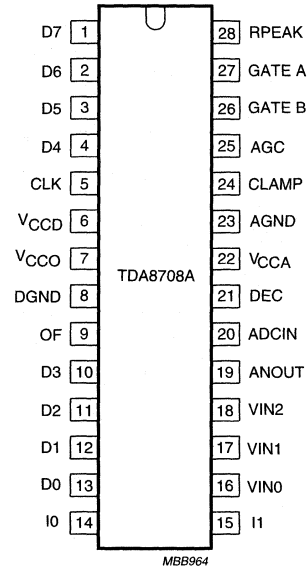 D7 1 28 RPEAK
D6 2 27 GATE A
D5 3 26 GATE B
D4 4 25 AGC
CLK 5 24 CLAMP
VCCD 6 23 AGND
VCCO 7 22 VCCA
TDA8708A
DGND 8 21 DEC
OF 9 20 ADCIN
D3 10 19 ANOUT
D2 11 18 VIN2
D1 12 17 VIN1
D0 13 16 VIN0
I0 14 15 I1
MBB964